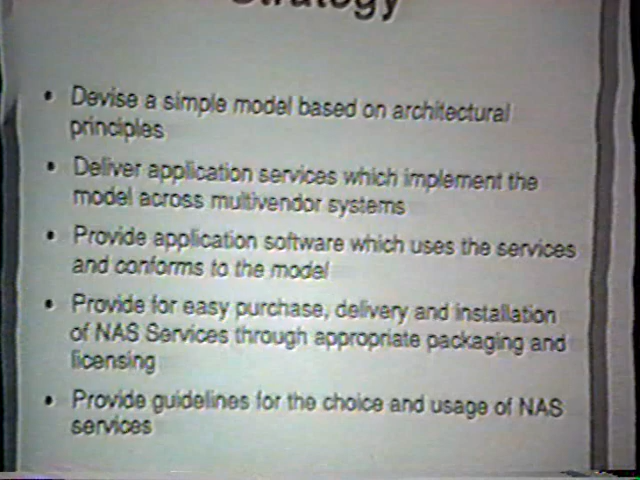 Strategy
• Devise a simple model based on architectural
principles
• Deliver application services which implement the
model across multivendor systems
• Provide application software which uses the services
and conforms to the model
• Provide for easy purchase, delivery and installation
of NAS Services through appropriate packaging and
licensing
• Provide guidelines for the choice and usage of NAS
services